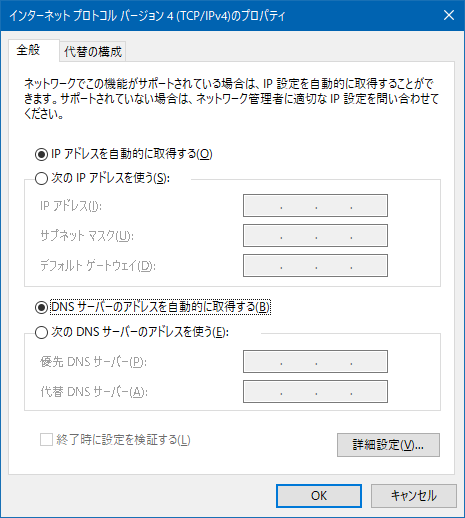 インターネット プロトコル バージョン 4 (TCP/IPv4)のプロパティ
全般
代替の構成
ネットワークでこの機能がサポートされている場合は、IP 設定を自動的に取得することがで
きます。サポートされていない場合は、ネットワーク管理者に適切な IP 設定を問い合わせて
ください。
IP アドレスを自動的に取得する(O)
次の IP アドレスを使う(S):
IP アドレス(I):
サブネット マスク(U):
デフォルト ゲートウェイ(D):
DNS サーバーのアドレスを自動的に取得する(B)
次の DNS サーバーのアドレスを使う(E):
優先 DNS サーバー(P):
代替 DNS サーバー(A):
終了時に設定を検証する(L)
詳細設定(V)...
OK
キャンセル